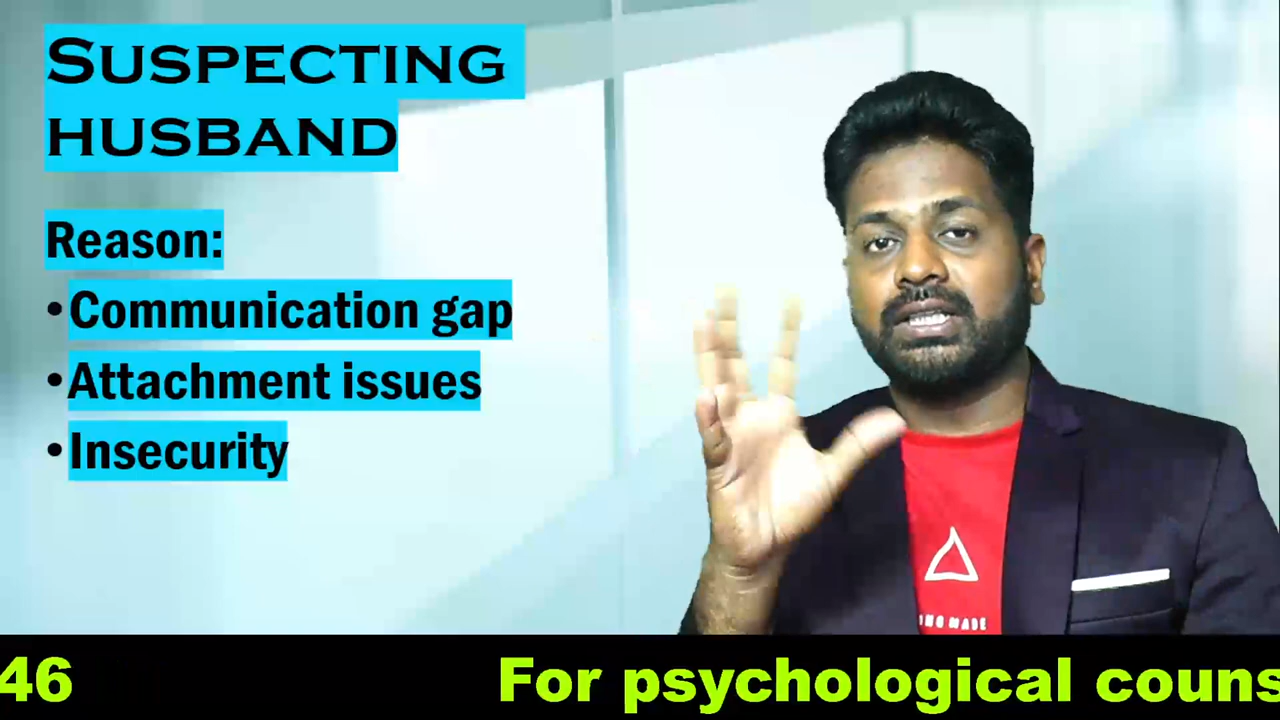 SUSPECTING
HUSBAND
Reason:
•Communication gap
•Attachment issues
•Insecurity
46 For psychological couns